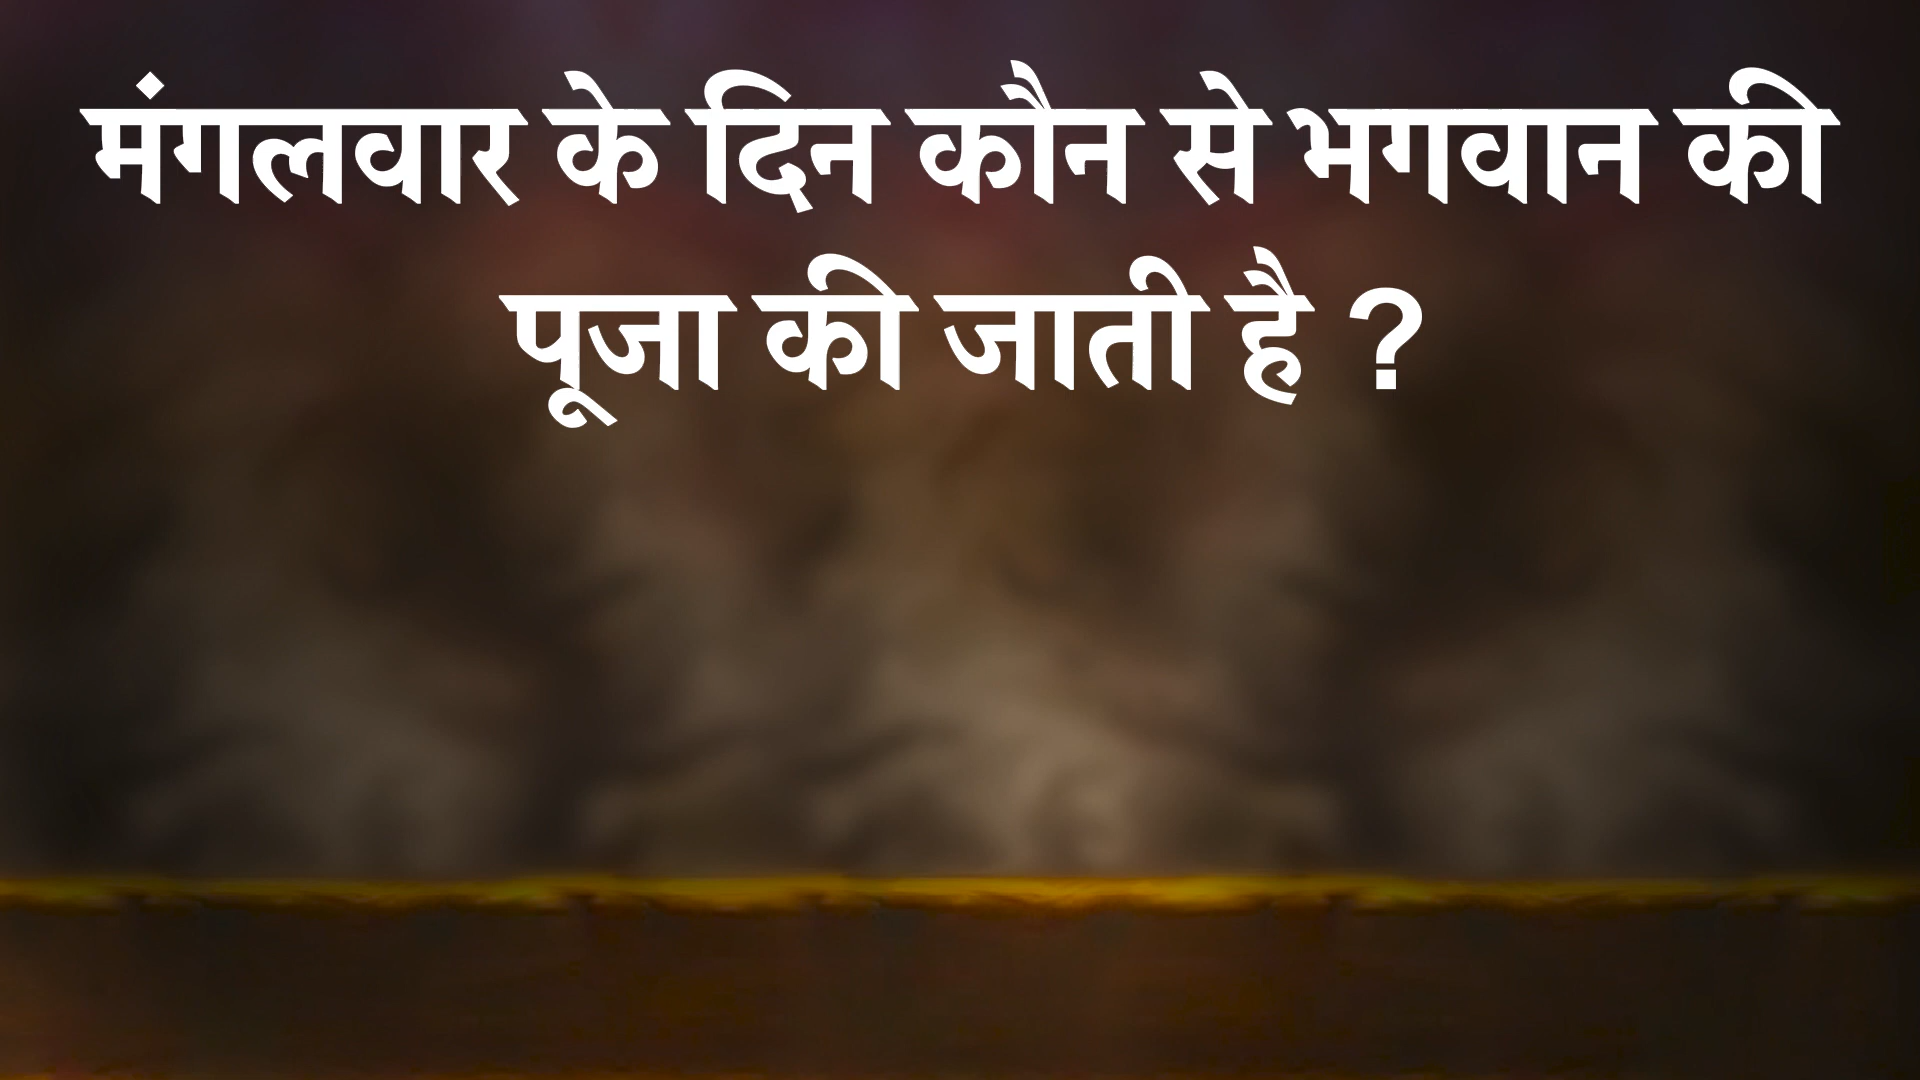 मंगलवार के दिन कौन से भगवान की
पूजा की जाती है ?